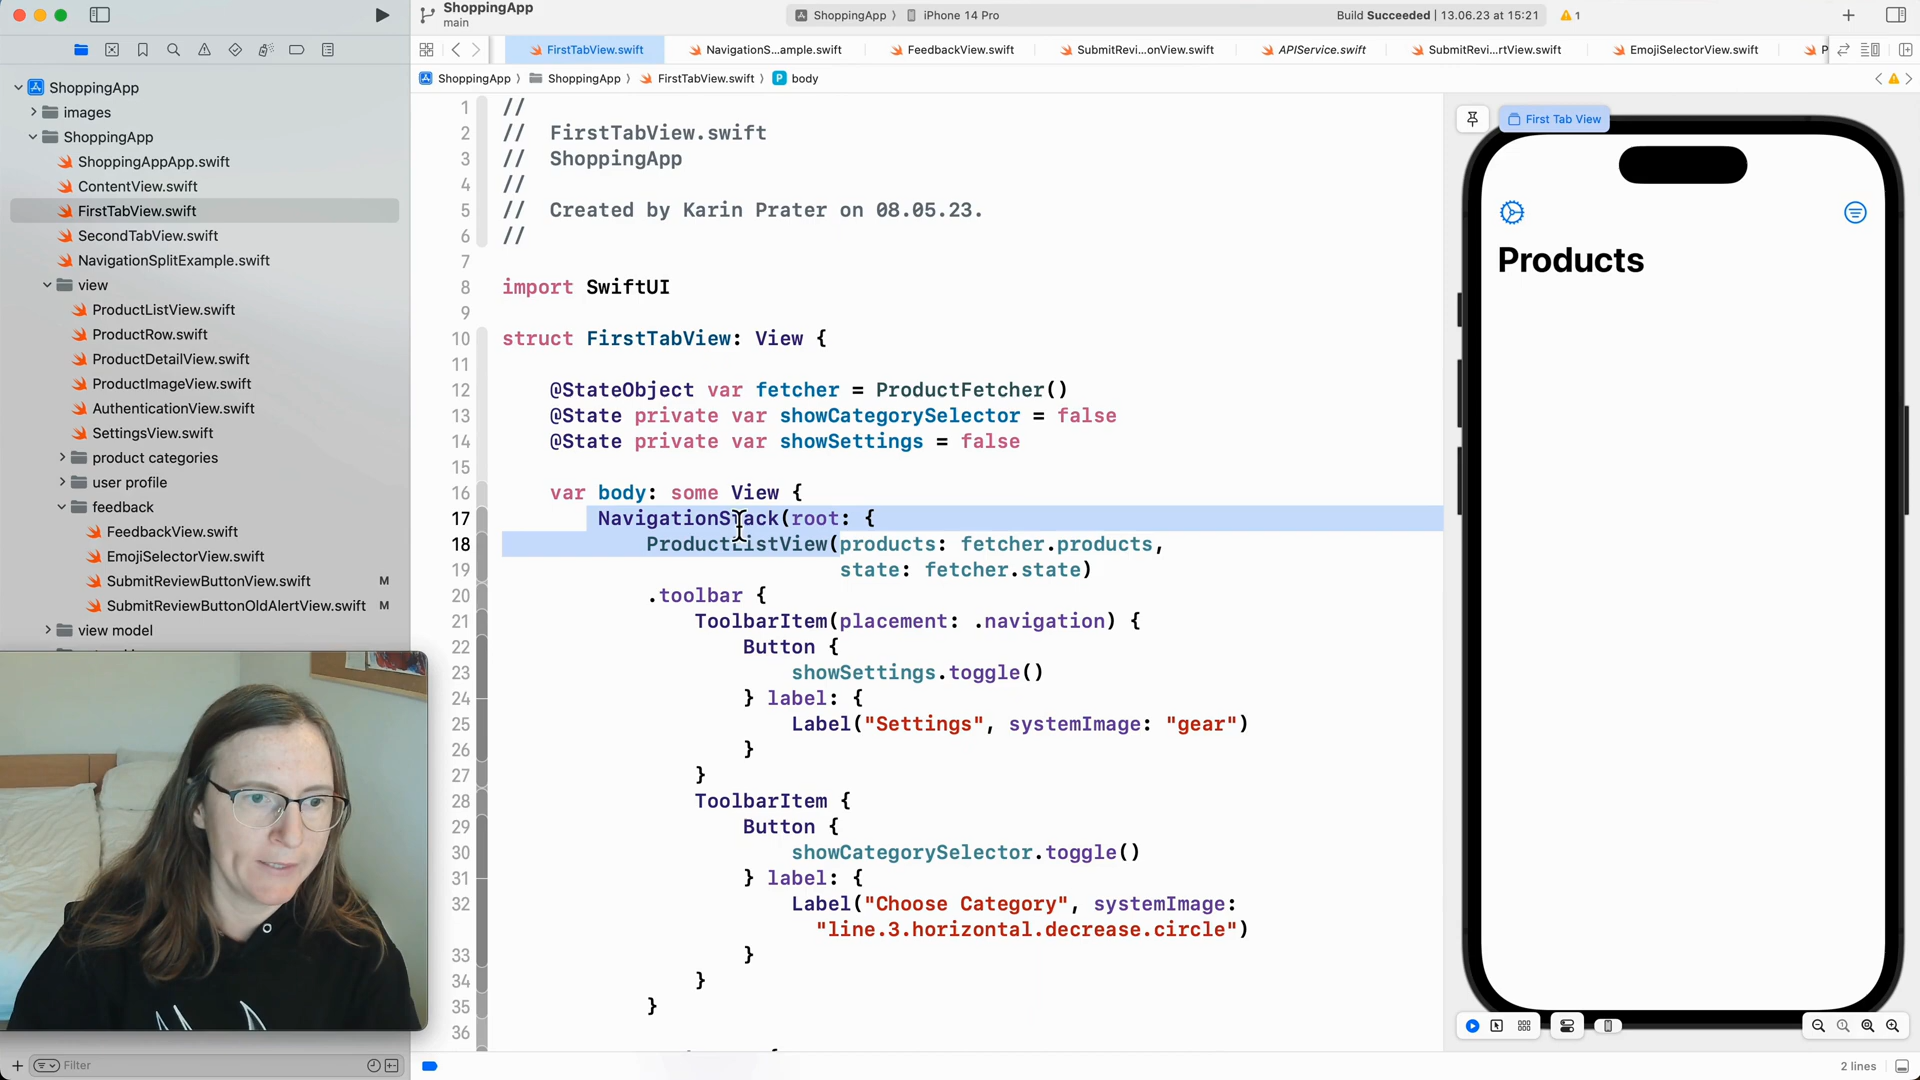 ShoppingApp
main
ShoppingApp
iPhone 14 Pro
Build Succeeded | 13.06.23 at 15:21
1
FirstTabView.swift
NavigationS...ample.swift
FeedbackView.swift
SubmitRevi...onView.swift
APIService.swift
SubmitRevi...rtView.swift
EmojiSelectorView.swift
P
ShoppingApp
ShoppingApp
FirstTabView.swift
P body
ShoppingApp
images
ShoppingApp
ShoppingAppApp.swift
ContentView.swift
FirstTabView.swift
SecondTabView.swift
NavigationSplitExample.swift
view
ProductListView.swift
ProductRow.swift
ProductDetailView.swift
ProductImageView.swift
AuthenticationView.swift
SettingsView.swift
product categories
user profile
feedback
FeedbackView.swift
EmojiSelectorView.swift
SubmitReviewButtonView.swift M
SubmitReviewButtonOldAlertView.swift M
view model
Filter
1 //
2 //  FirstTabView.swift
3 //  ShoppingApp
4 //
5 //  Created by Karin Prater on 08.05.23.
6 //
7
8 import SwiftUI
9
10 struct FirstTabView: View {
11
12 @StateObject var fetcher = ProductFetcher()
13 @State private var showCategorySelector = false
14 @State private var showSettings = false
15
16 var body: some View {
17 NavigationStack(root: {
18 ProductListView(products: fetcher.products,
19 state: fetcher.state)
20 .toolbar {
21 ToolbarItem(placement: .navigation) {
22 Button {
23 showSettings.toggle()
24 } label: {
25 Label("Settings", systemImage: "gear")
26 }
27 }
28 ToolbarItem {
29 Button {
30 showCategorySelector.toggle()
31 } label: {
32 Label("Choose Category", systemImage:
"line.3.horizontal.decrease.circle")
33 }
34 }
35 }
36
First Tab View
Products
2 lines